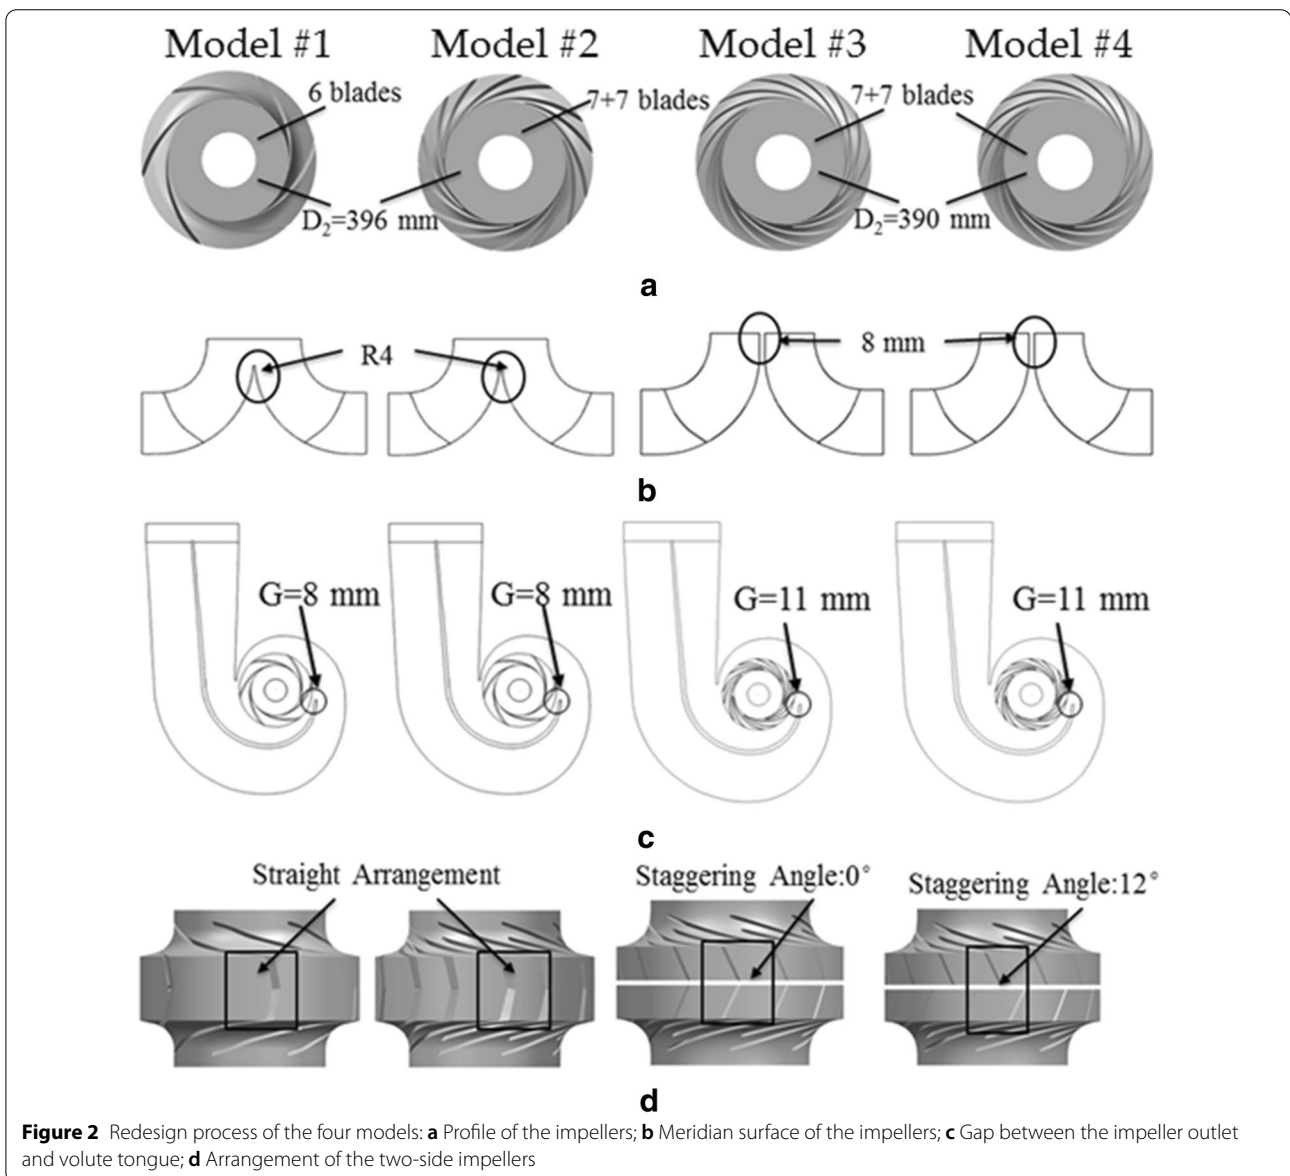 Model #1 Model #2 Model #3 Model #4
6 blades 7+7 blades 7+7 blades
D₂=396 mm D₂=390 mm
a
R4 8 mm
b
G=8 mm G=8 mm G=11 mm G=11 mm
c
Straight Arrangement Staggering Angle:0° Staggering Angle:12°
d
Figure 2 Redesign process of the four models: a Profile of the impellers; b Meridian surface of the impellers; c Gap between the impeller outlet
and volute tongue; d Arrangement of the two-side impellers